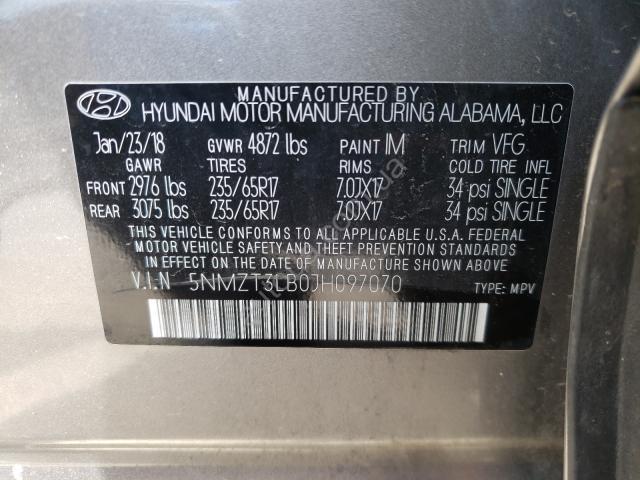 MANUFACTURED BY
HYUNDAI MOTOR MANUFACTURING ALABAMA, LLC
Jan/23/18 GVWR 4872 lbs PAINT IM TRIM VFG
GAWR TIRES RIMS COLD TIRE INFL
FRONT 2976 lbs 235/65R17 7.0JX17 34 psi SINGLE
REAR 3075 lbs 235/65R17 7.0JX17 34 psi SINGLE
THIS VEHICLE CONFORMS TO ALL APPLICABLE U.S.A. FEDERAL
MOTOR VEHICLE SAFETY AND THEFT PREVENTION STANDARDS
IN EFFECT ON THE DATE OF MANUFACTURE SHOWN ABOVE.
V.I.N 5NMZT3LB0JH097070
TYPE: MPV